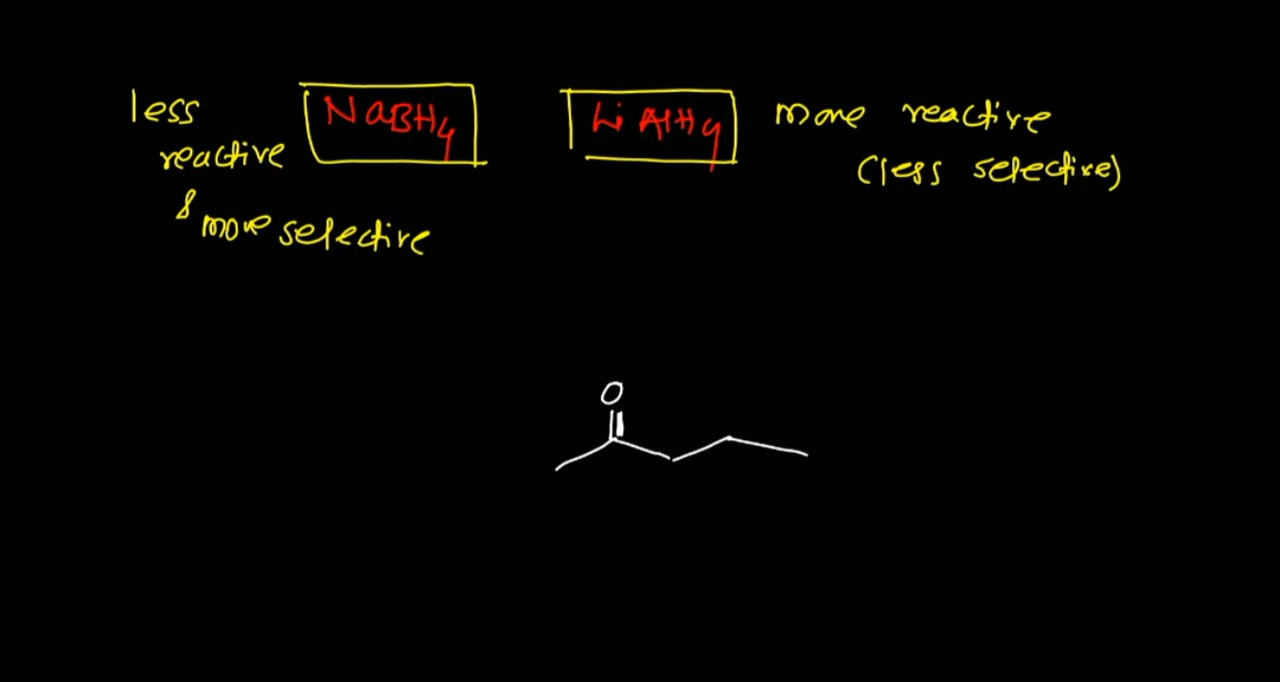 less
reactive
& more selective
NaBH4
LiAlH4
more reactive
(less selective)
O